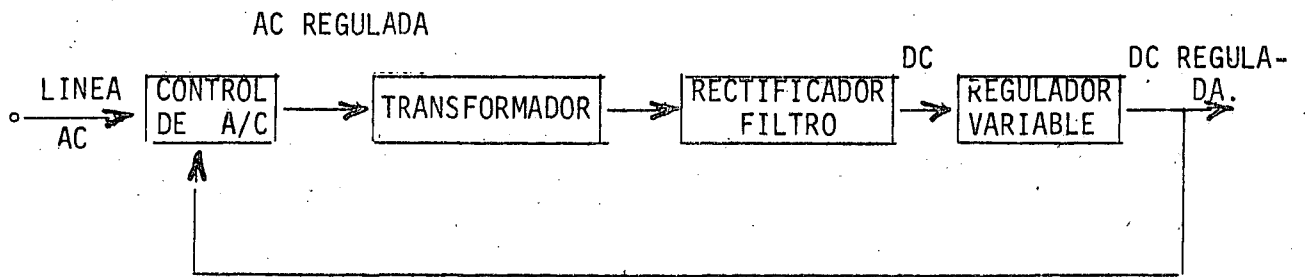 AC REGULADA
LINEA
AC
CONTROL
DE A/C
TRANSFORMADOR
RECTIFICADOR
FILTRO
DC
REGULADOR
VARIABLE
DC REGULA-
DA.